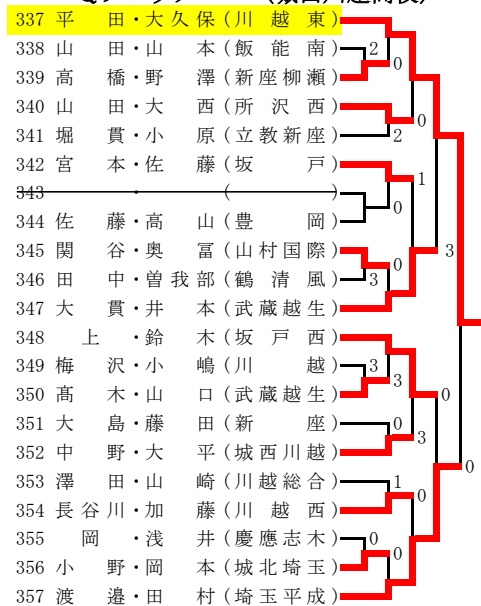 337 平 田・大久保(川 越 東)
338 山 田・山 本(飯 能 南)
2
0
339 高 橋・野 澤(新座柳瀬)
340 山 田・大 西(所 沢 西)
0
341 堀 貫・小 原(立教新座)
2
342 宮 本・佐 藤(坂 戸)
1
343 ・ ( )
0
344 佐 藤・高 山(豊 岡)
345 関 谷・奥 冨(山村国際)
3
0
346 田 中・曽我部(鶴 清 風)
3
347 大 貫・井 本(武蔵越生)
348 上 ・鈴 木(坂 戸 西)
349 梅 沢・小 嶋(川 越)
3
3
350 髙 木・山 口(武蔵越生)
0
351 大 島・藤 田(新 座)
0
3
352 中 野・大 平(城西川越)
0
353 澤 田・山 崎(川越総合)
1
0
354 長谷川・加 藤(川 越 西)
355 岡 ・浅 井(慶應志木)
0
0
356 小 野・岡 本(城北埼玉)
357 渡 邉・田 村(埼玉平成)